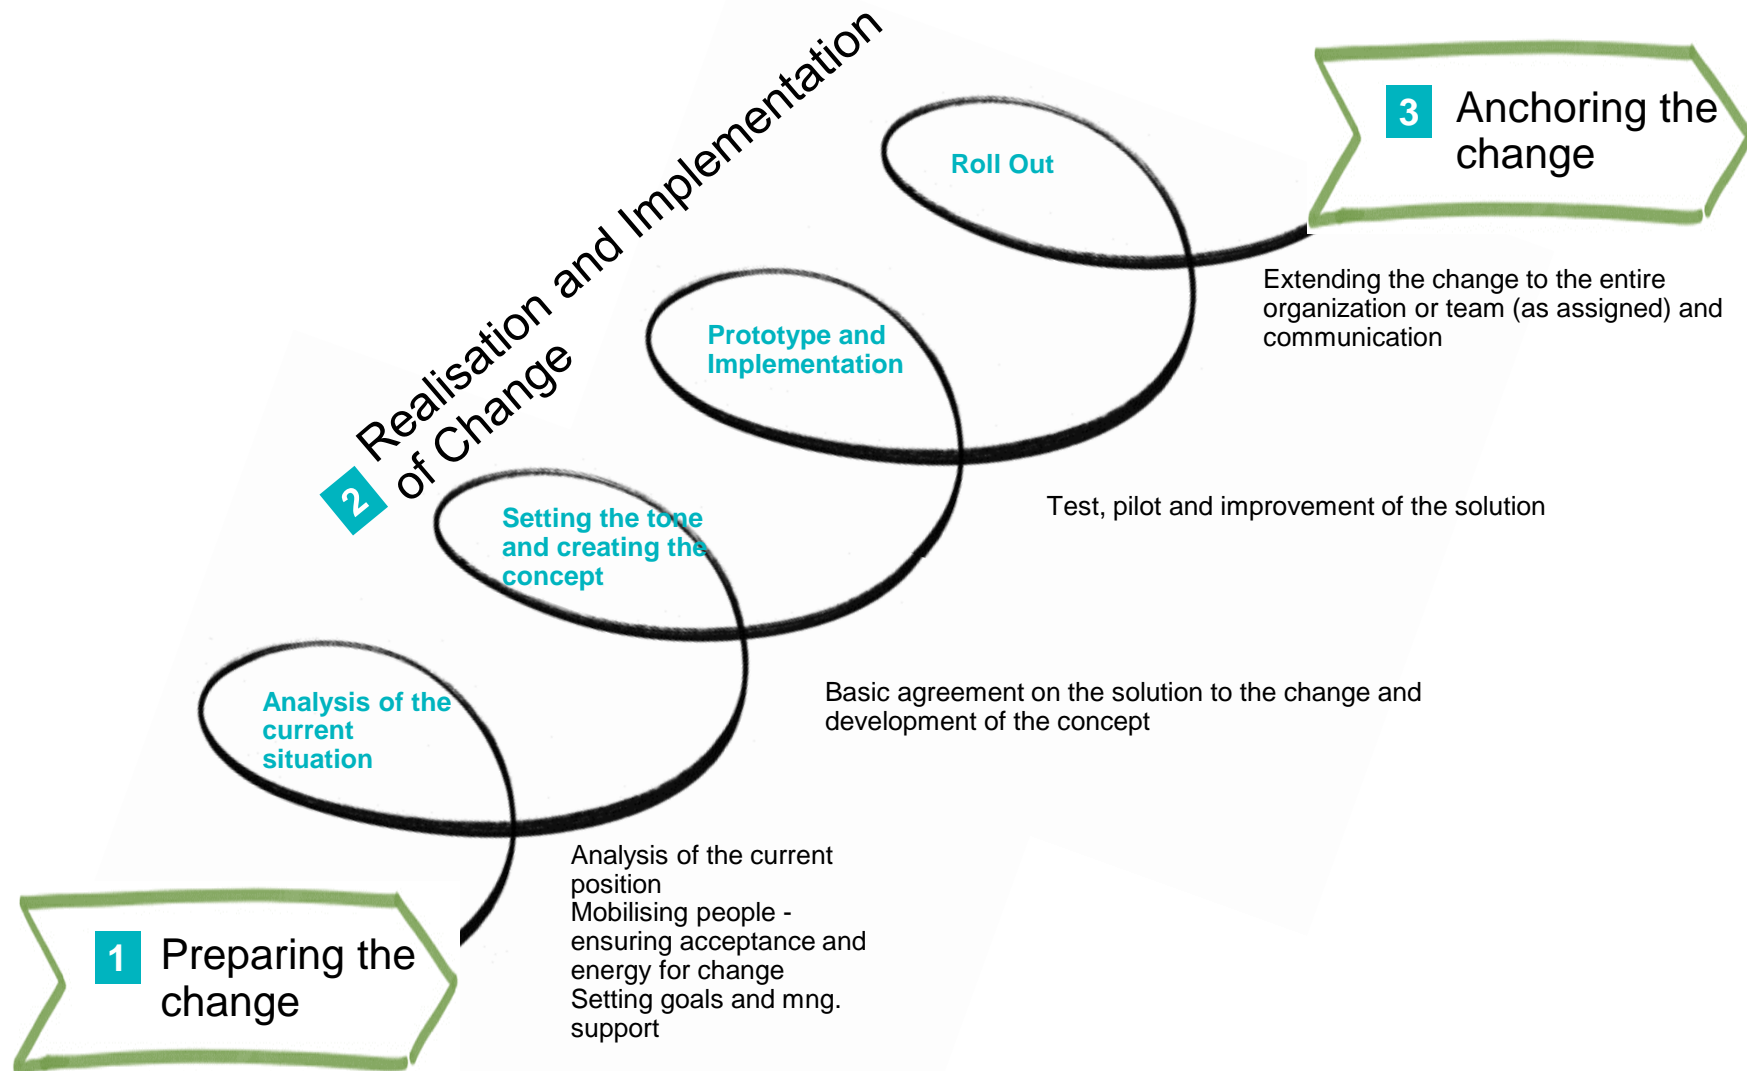 1 Preparing the
change
2 Realisation and Implementation
of Change
Analysis of the
current
situation
Analysis of the current
position
Mobilising people -
ensuring acceptance and
energy for change
Setting goals and mng.
support
Setting the tone
and creating the
concept
Basic agreement on the solution to the change and
development of the concept
Prototype and
Implementation
Test, pilot and improvement of the solution
Roll Out
Extending the change to the entire
organization or team (as assigned) and
communication
3 Anchoring the
change